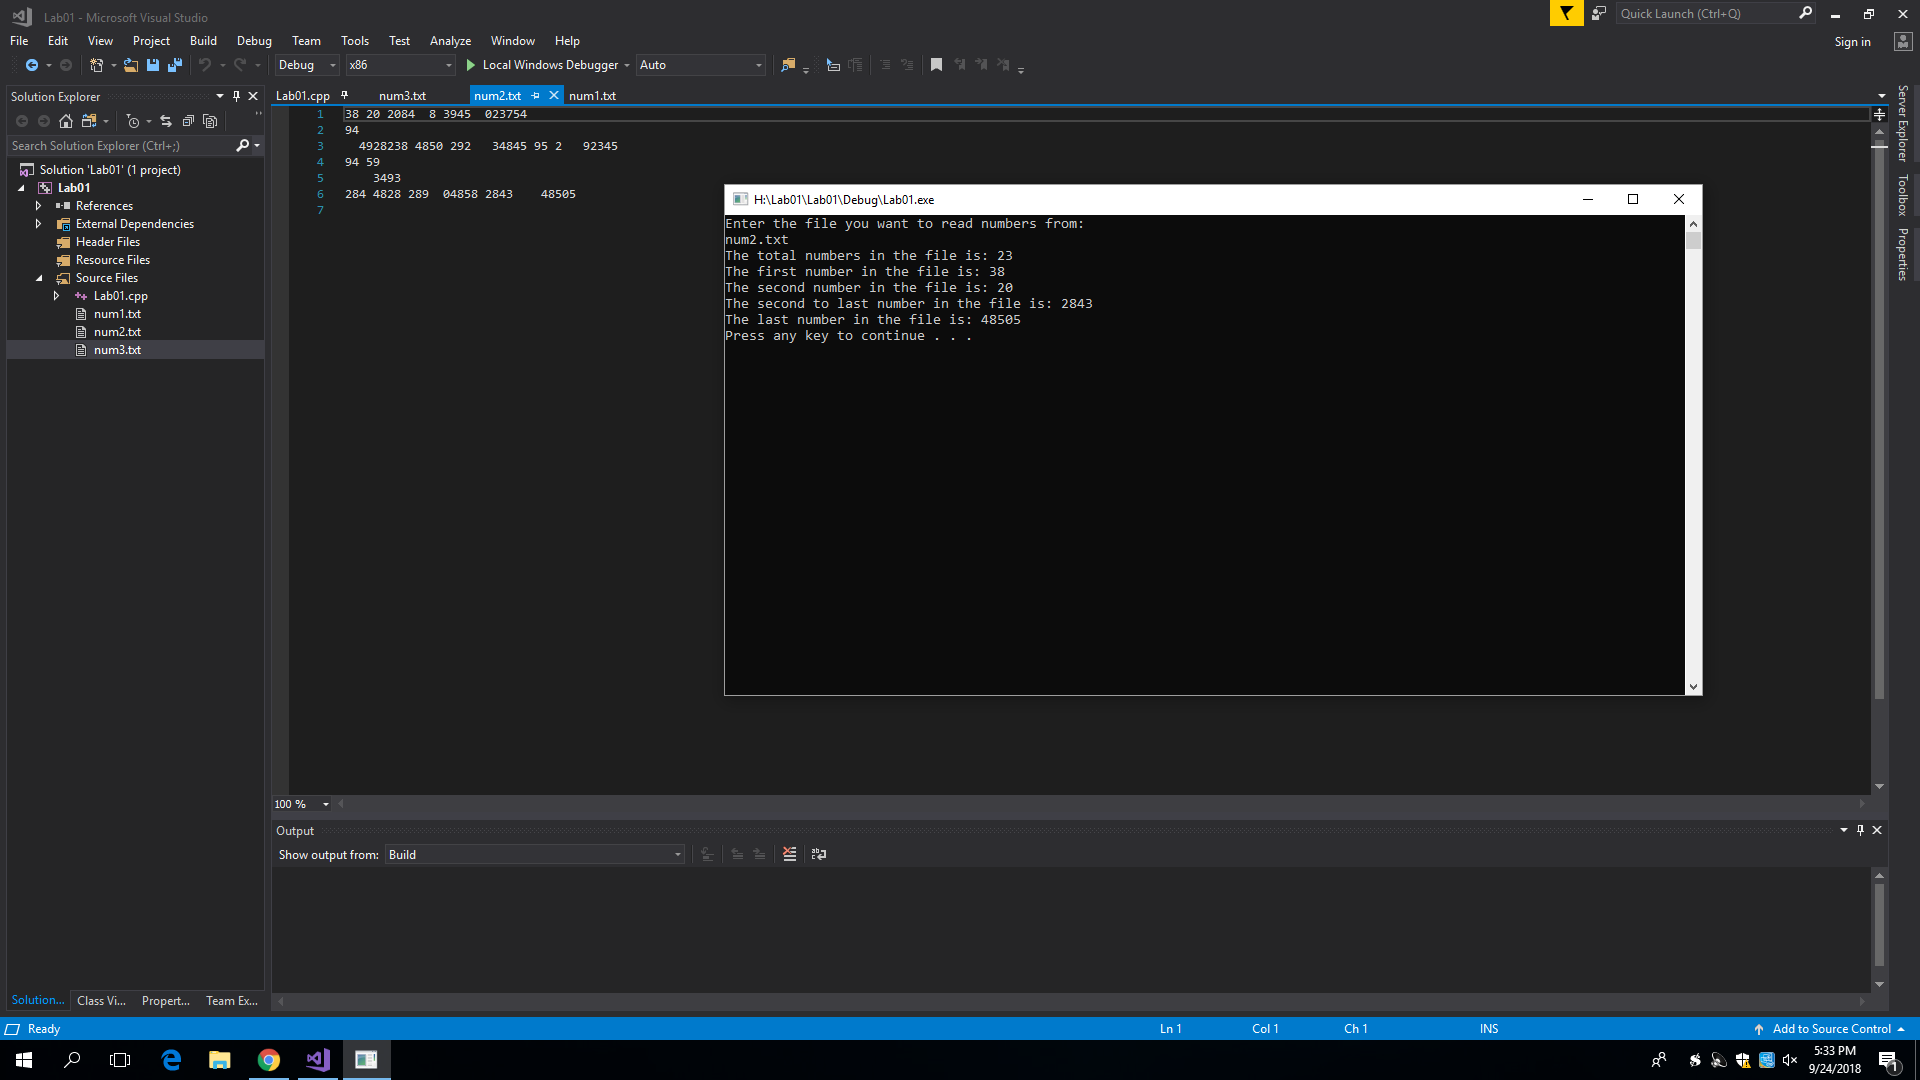 Lab01 - Microsoft Visual Studio
Quick Launch (Ctrl+Q)
File Edit View Project Build Debug Team Tools Test Analyze Window Help
Sign in
Debug x86 Local Windows Debugger Auto
Solution Explorer
Search Solution Explorer (Ctrl+;)
Solution 'Lab01' (1 project)
Lab01
References
External Dependencies
Header Files
Resource Files
Source Files
Lab01.cpp
num1.txt
num2.txt
num3.txt
Solution... Class Vi... Propert... Team Ex...
Lab01.cpp num3.txt num2.txt num1.txt
1 38 20 2084  8 3945  023754
2 94
3   4928238 4850 292   34845 95 2   92345
4 94 59
5     3493
6 284 4828 289  04858 2843    48505
7
H:\Lab01\Lab01\Debug\Lab01.exe
Enter the file you want to read numbers from:
num2.txt
The total numbers in the file is: 23
The first number in the file is: 38
The second number in the file is: 20
The second to last number in the file is: 2843
The last number in the file is: 48505
Press any key to continue . . .
Server Explorer
Toolbox
Properties
100 %
Output
Show output from: Build
Ready Ln 1 Col 1 Ch 1 INS Add to Source Control
5:33 PM
9/24/2018
1